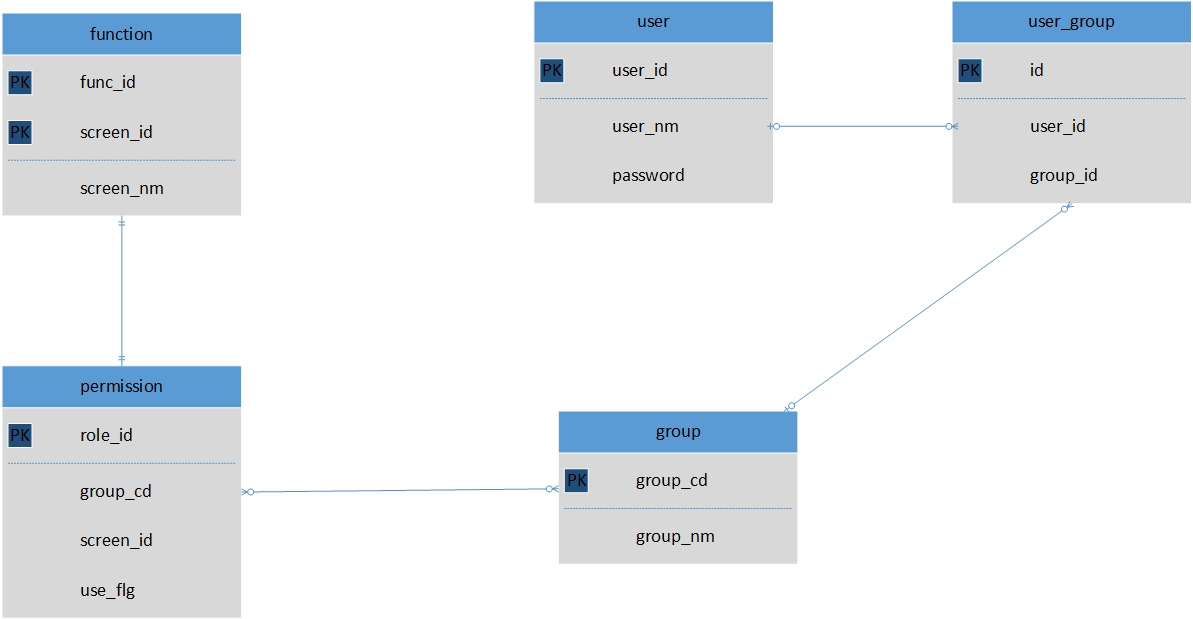 function
PK func_id
PK screen_id
screen_nm
user
PK user_id
user_nm
password
user_group
PK id
user_id
group_id
permission
PK role_id
group_cd
screen_id
use_flg
group
PK group_cd
group_nm